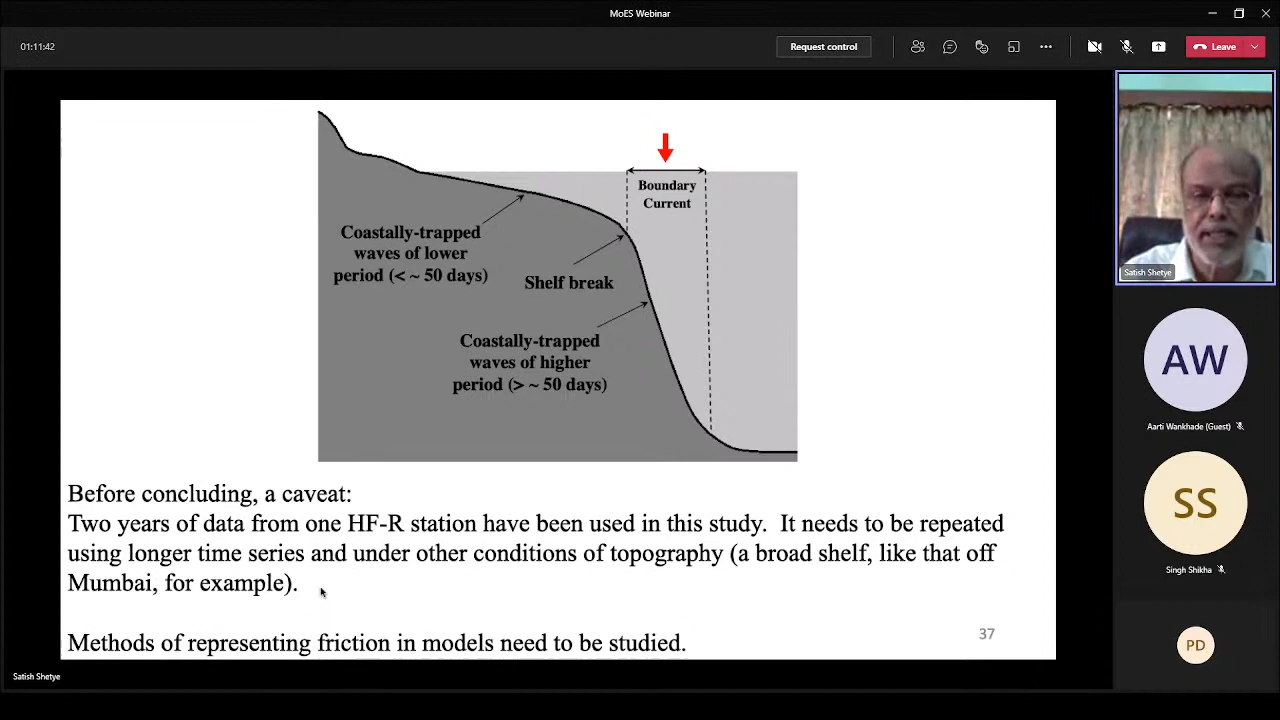 MoES Webinar
01:11:42
Request control
Leave
Boundary
Current
Coastally-trapped
waves of lower
period (< ~ 50 days)
Shelf break
Coastally-trapped
waves of higher
period (> ~ 50 days)
Before concluding, a caveat:
Two years of data from one HF-R station have been used in this study. It needs to be repeated
using longer time series and under other conditions of topography (a broad shelf, like that off
Mumbai, for example).
Methods of representing friction in models need to be studied.
37
Satish Shetye
Satish Shetye
AW
Aarti Wankhade (Guest)
SS
Singh Shikha
PD